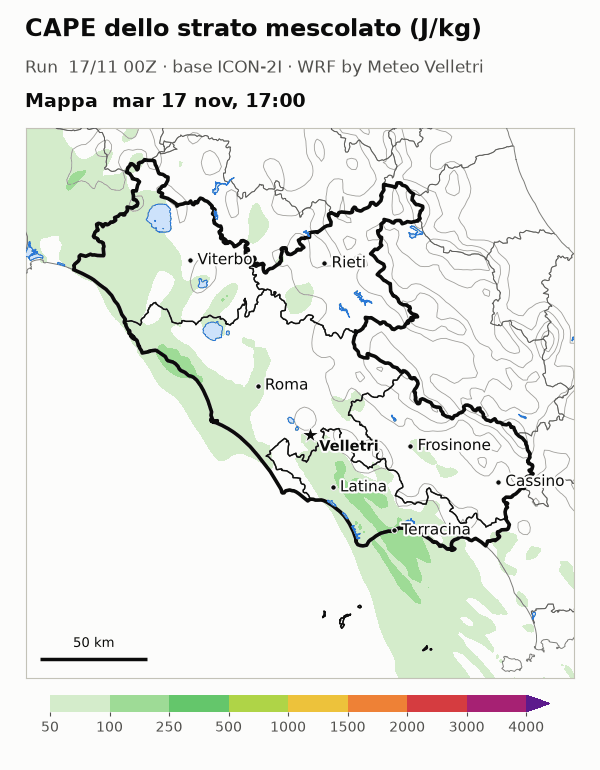 CAPE dello strato mescolato (J/kg)
Run 17/11 00Z · base ICON-2I · WRF by Meteo Velletri
Mappa mar 17 nov, 17:00
Viterbo
Rieti
Roma
Velletri
Frosinone
Latina
Cassino
Terracina
50 km
50 100 250 500 1000 1500 2000 3000 4000